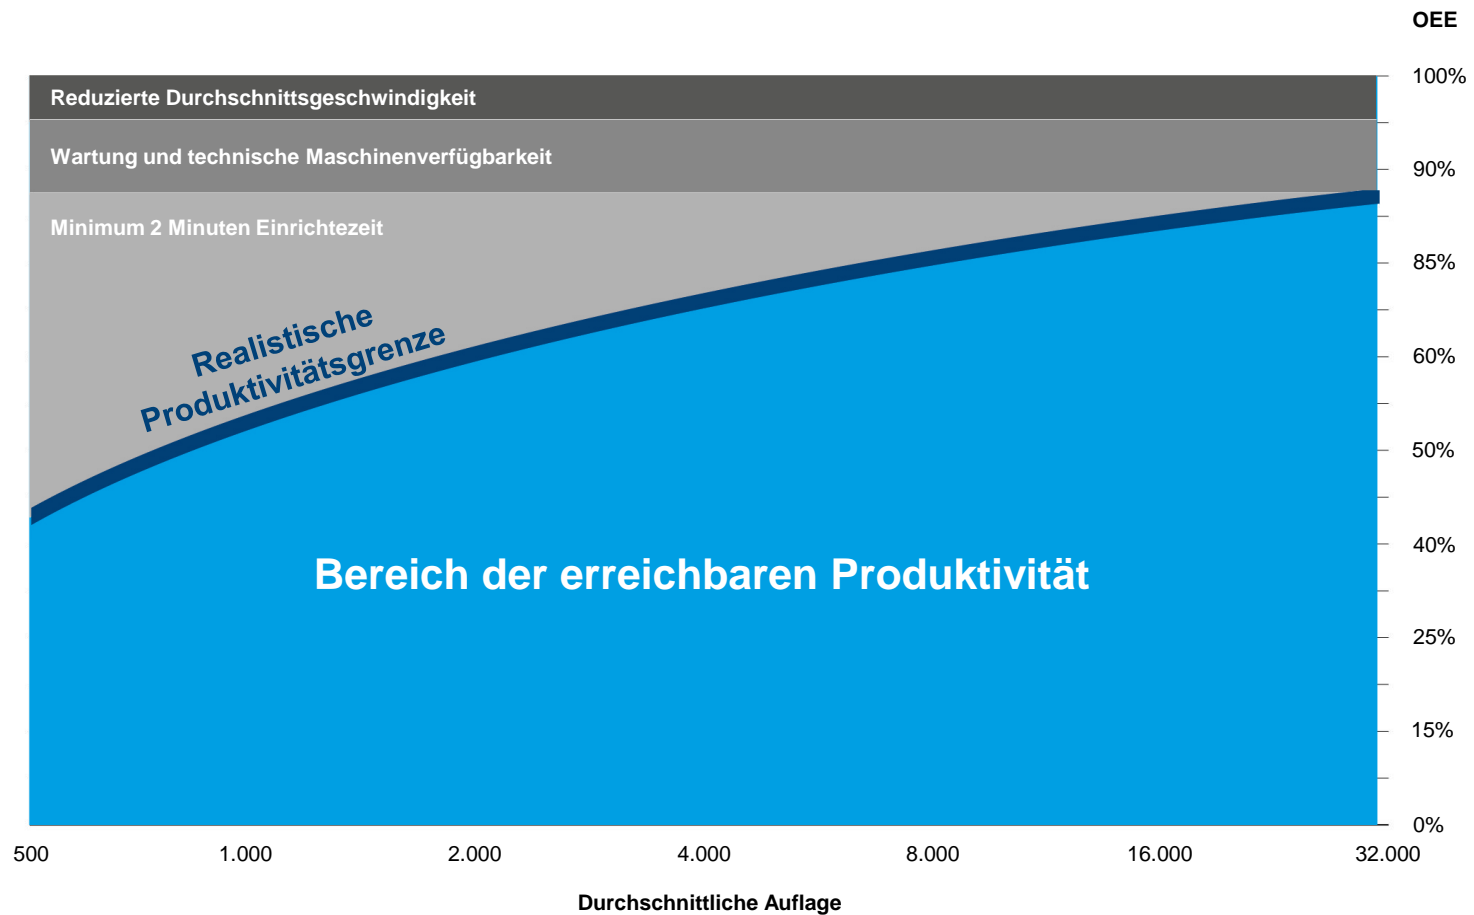 OEE
100%
Reduzierte Durchschnittsgeschwindigkeit
Wartung und technische Maschinenverfügbarkeit
90%
Minimum 2 Minuten Einrichtezeit
85%
Realistische
Produktivitätsgrenze
60%
50%
40%
Bereich der erreichbaren Produktivität
25%
15%
0%
500 1.000 2.000 4.000 8.000 16.000 32.000
Durchschnittliche Auflage